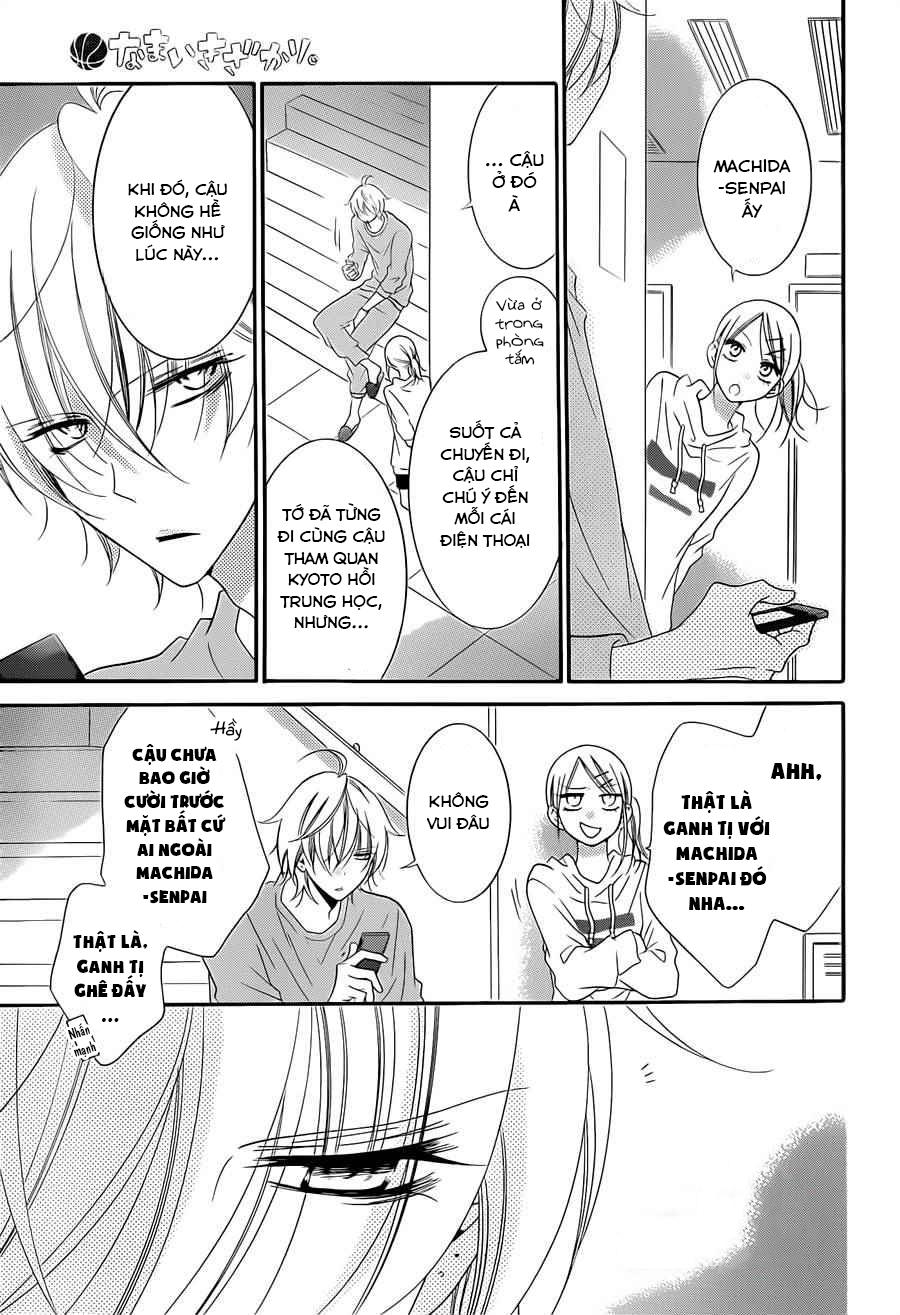 なまいきざかり。
MACHIDA
-SENPAI
ẤY
... CẬU
Ở ĐÓ
À
Vừa ở
trong
phòng
tắm
SUỐT CẢ
CHUYẾN ĐI,
CẬU CHỈ
CHÚ Ý ĐẾN
MỖI CÁI
ĐIỆN THOẠI
TỚ ĐÃ TỪNG
ĐI CÙNG CẬU
THAM QUAN
KYOTO HỒI
TRUNG HỌC,
NHƯNG...
KHI ĐÓ, CẬU
KHÔNG HỀ
GIỐNG NHƯ
LÚC NÀY...
AHH,
THẬT LÀ
GANH TỊ VỚI
MACHIDA
-SENPAI ĐÓ
NHA...
KHÔNG
VUI ĐÂU
Hầy
CẬU CHƯA
BAO GIỜ
CƯỜI TRƯỚC
MẶT BẤT CỨ
AI NGOÀI
MACHIDA
-SENPAI
THẬT LÀ,
GANH TỊ
GHÊ ĐẤY
...
Nhấn
mạnh